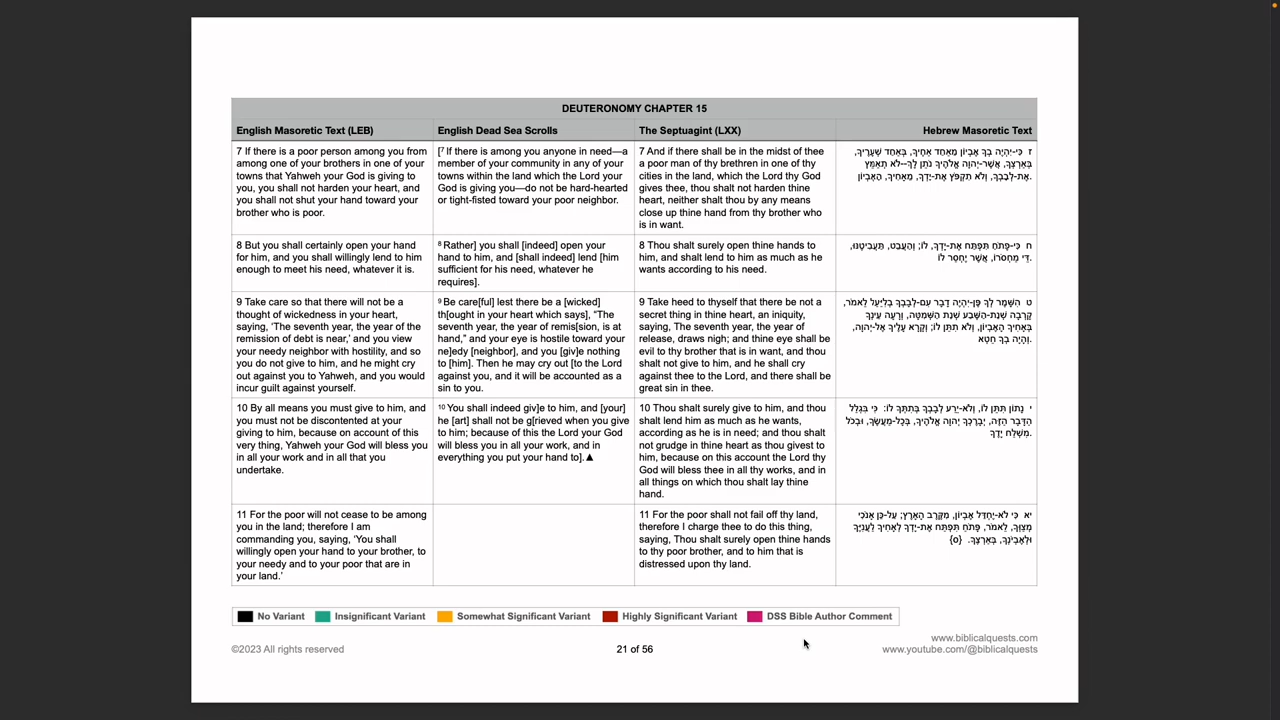 DEUTERONOMY CHAPTER 15
English Masoretic Text (LEB)
English Dead Sea Scrolls
The Septuagint (LXX)
Hebrew Masoretic Text
7 If there is a poor person among you from
among one of your brothers in one of your
towns that Yahweh your God is giving to
you, you shall not harden your heart, and
you shall not shut your hand toward your
brother who is poor.
[⁷ If there is among you anyone in need—a
member of your community in any of your
towns within the land which the Lord your
God is giving you—do not be hard-hearted
or tight-fisted toward your poor neighbor.
7 And if there shall be in the midst of thee
a poor man of thy brethren in one of thy
cities in the land, which the Lord thy God
gives thee, thou shalt not harden thine
heart, neither shalt thou by any means
close up thine hand from thy brother who
is in want.
ז כִּי-יִהְיֶה בְךָ אֶבְיוֹן מֵאַחַד אַחֶיךָ, בְּאַחַד שְׁעָרֶיךָ,
בְּאַרְצְךָ, אֲשֶׁר-יְהוָה אֱלֹהֶיךָ נֹתֵן לָךְ--לֹא תְאַמֵּץ
אֶת-לְבָבְךָ, וְלֹא תִקְפֹּץ אֶת-יָדְךָ, מֵאָחִיךָ, הָאֶבְיוֹן.
8 But you shall certainly open your hand
for him, and you shall willingly lend to him
enough to meet his need, whatever it is.
⁸ Rather] you shall [indeed] open your
hand to him, and [shall indeed] lend [him
sufficient for his need, whatever he
requires].
8 Thou shalt surely open thine hands to
him, and shalt lend to him as much as he
wants according to his need.
ח כִּי-פָתֹחַ תִּפְתַּח אֶת-יָדְךָ, לוֹ; וְהַעֲבֵט, תַּעֲבִיטֶנּוּ,
דֵּי מַחְסֹרוֹ, אֲשֶׁר יֶחְסַר לוֹ.
9 Take care so that there will not be a
thought of wickedness in your heart,
saying, ‘The seventh year, the year of the
remission of debt is near,’ and you view
your needy neighbor with hostility, and so
you do not give to him, and he might cry
out against you to Yahweh, and you would
incur guilt against yourself.
⁹ Be care[ful] lest there be a [wicked]
th[ought in your heart which says], “The
seventh year, the year of remis[sion, is at
hand,” and your eye is hostile toward your
ne]edy [neighbor], and you [giv]e nothing
to [him]. Then he may cry out [to the Lord
against you, and it will be accounted as a
sin to you.
9 Take heed to thyself that there be not a
secret thing in thine heart, an iniquity,
saying, The seventh year, the year of
release, draws nigh; and thine eye shall be
evil to thy brother that is in want, and thou
shalt not give to him, and he shall cry
against thee to the Lord, and there shall be
great sin in thee.
ט הִשָּׁמֶר לְךָ פֶּן-יִהְיֶה דָבָר עִם-לְבָבְךָ בְלִיַּעַל לֵאמֹר,
קָרְבָה שְׁנַת-הַשֶּׁבַע שְׁנַת הַשְּׁמִטָּה, וְרָעָה עֵינְךָ
בְּאָחִיךָ הָאֶבְיוֹן, וְלֹא תִתֵּן לוֹ; וְקָרָא עָלֶיךָ אֶל-יְהוָה,
וְהָיָה בְךָ חֵטְא.
10 By all means you must give to him, and
you must not be discontented at your
giving to him, because on account of this
very thing, Yahweh your God will bless you
in all your work and in all that you
undertake.
¹⁰ You shall indeed giv]e to him, and [your]
he [art] shall not be g[rieved when you give
to him; because of this the Lord your God
will bless you in all your work, and in
everything you put your hand to].▲
10 Thou shalt surely give to him, and thou
shalt lend him as much as he wants,
according as he is in need; and thou shalt
not grudge in thine heart as thou givest to
him, because on this account the Lord thy
God will bless thee in all thy works, and in
all things on which thou shalt lay thine
hand.
י נָתוֹן תִּתֵּן לוֹ, וְלֹא-יֵרַע לְבָבְךָ בְּתִתְּךָ לוֹ: כִּי בִּגְלַל
הַדָּבָר הַזֶּה, יְבָרֶכְךָ יְהוָה אֱלֹהֶיךָ, בְּכָל-מַעֲשֶׂךָ, וּבְכֹל
מִשְׁלַח יָדֶךָ.
11 For the poor will not cease to be among
you in the land; therefore I am
commanding you, saying, ‘You shall
willingly open your hand to your brother, to
your needy and to your poor that are in
your land.’
11 For the poor shall not fail off thy land,
therefore I charge thee to do this thing,
saying, Thou shalt surely open thine hands
to thy poor brother, and to him that is
distressed upon thy land.
יא כִּי לֹא-יֶחְדַּל אֶבְיוֹן, מִקֶּרֶב הָאָרֶץ; עַל-כֵּן אָנֹכִי
מְצַוְּךָ, לֵאמֹר, פָּתֹחַ תִּפְתַּח אֶת-יָדְךָ לְאָחִיךָ לַעֲנִיֶּךָ
וּלְאֶבְיֹנְךָ, בְּאַרְצֶךָ. {ס}
No Variant
Insignificant Variant
Somewhat Significant Variant
Highly Significant Variant
DSS Bible Author Comment
©2023 All rights reserved
21 of 56
www.biblicalquests.com
www.youtube.com/@biblicalquests